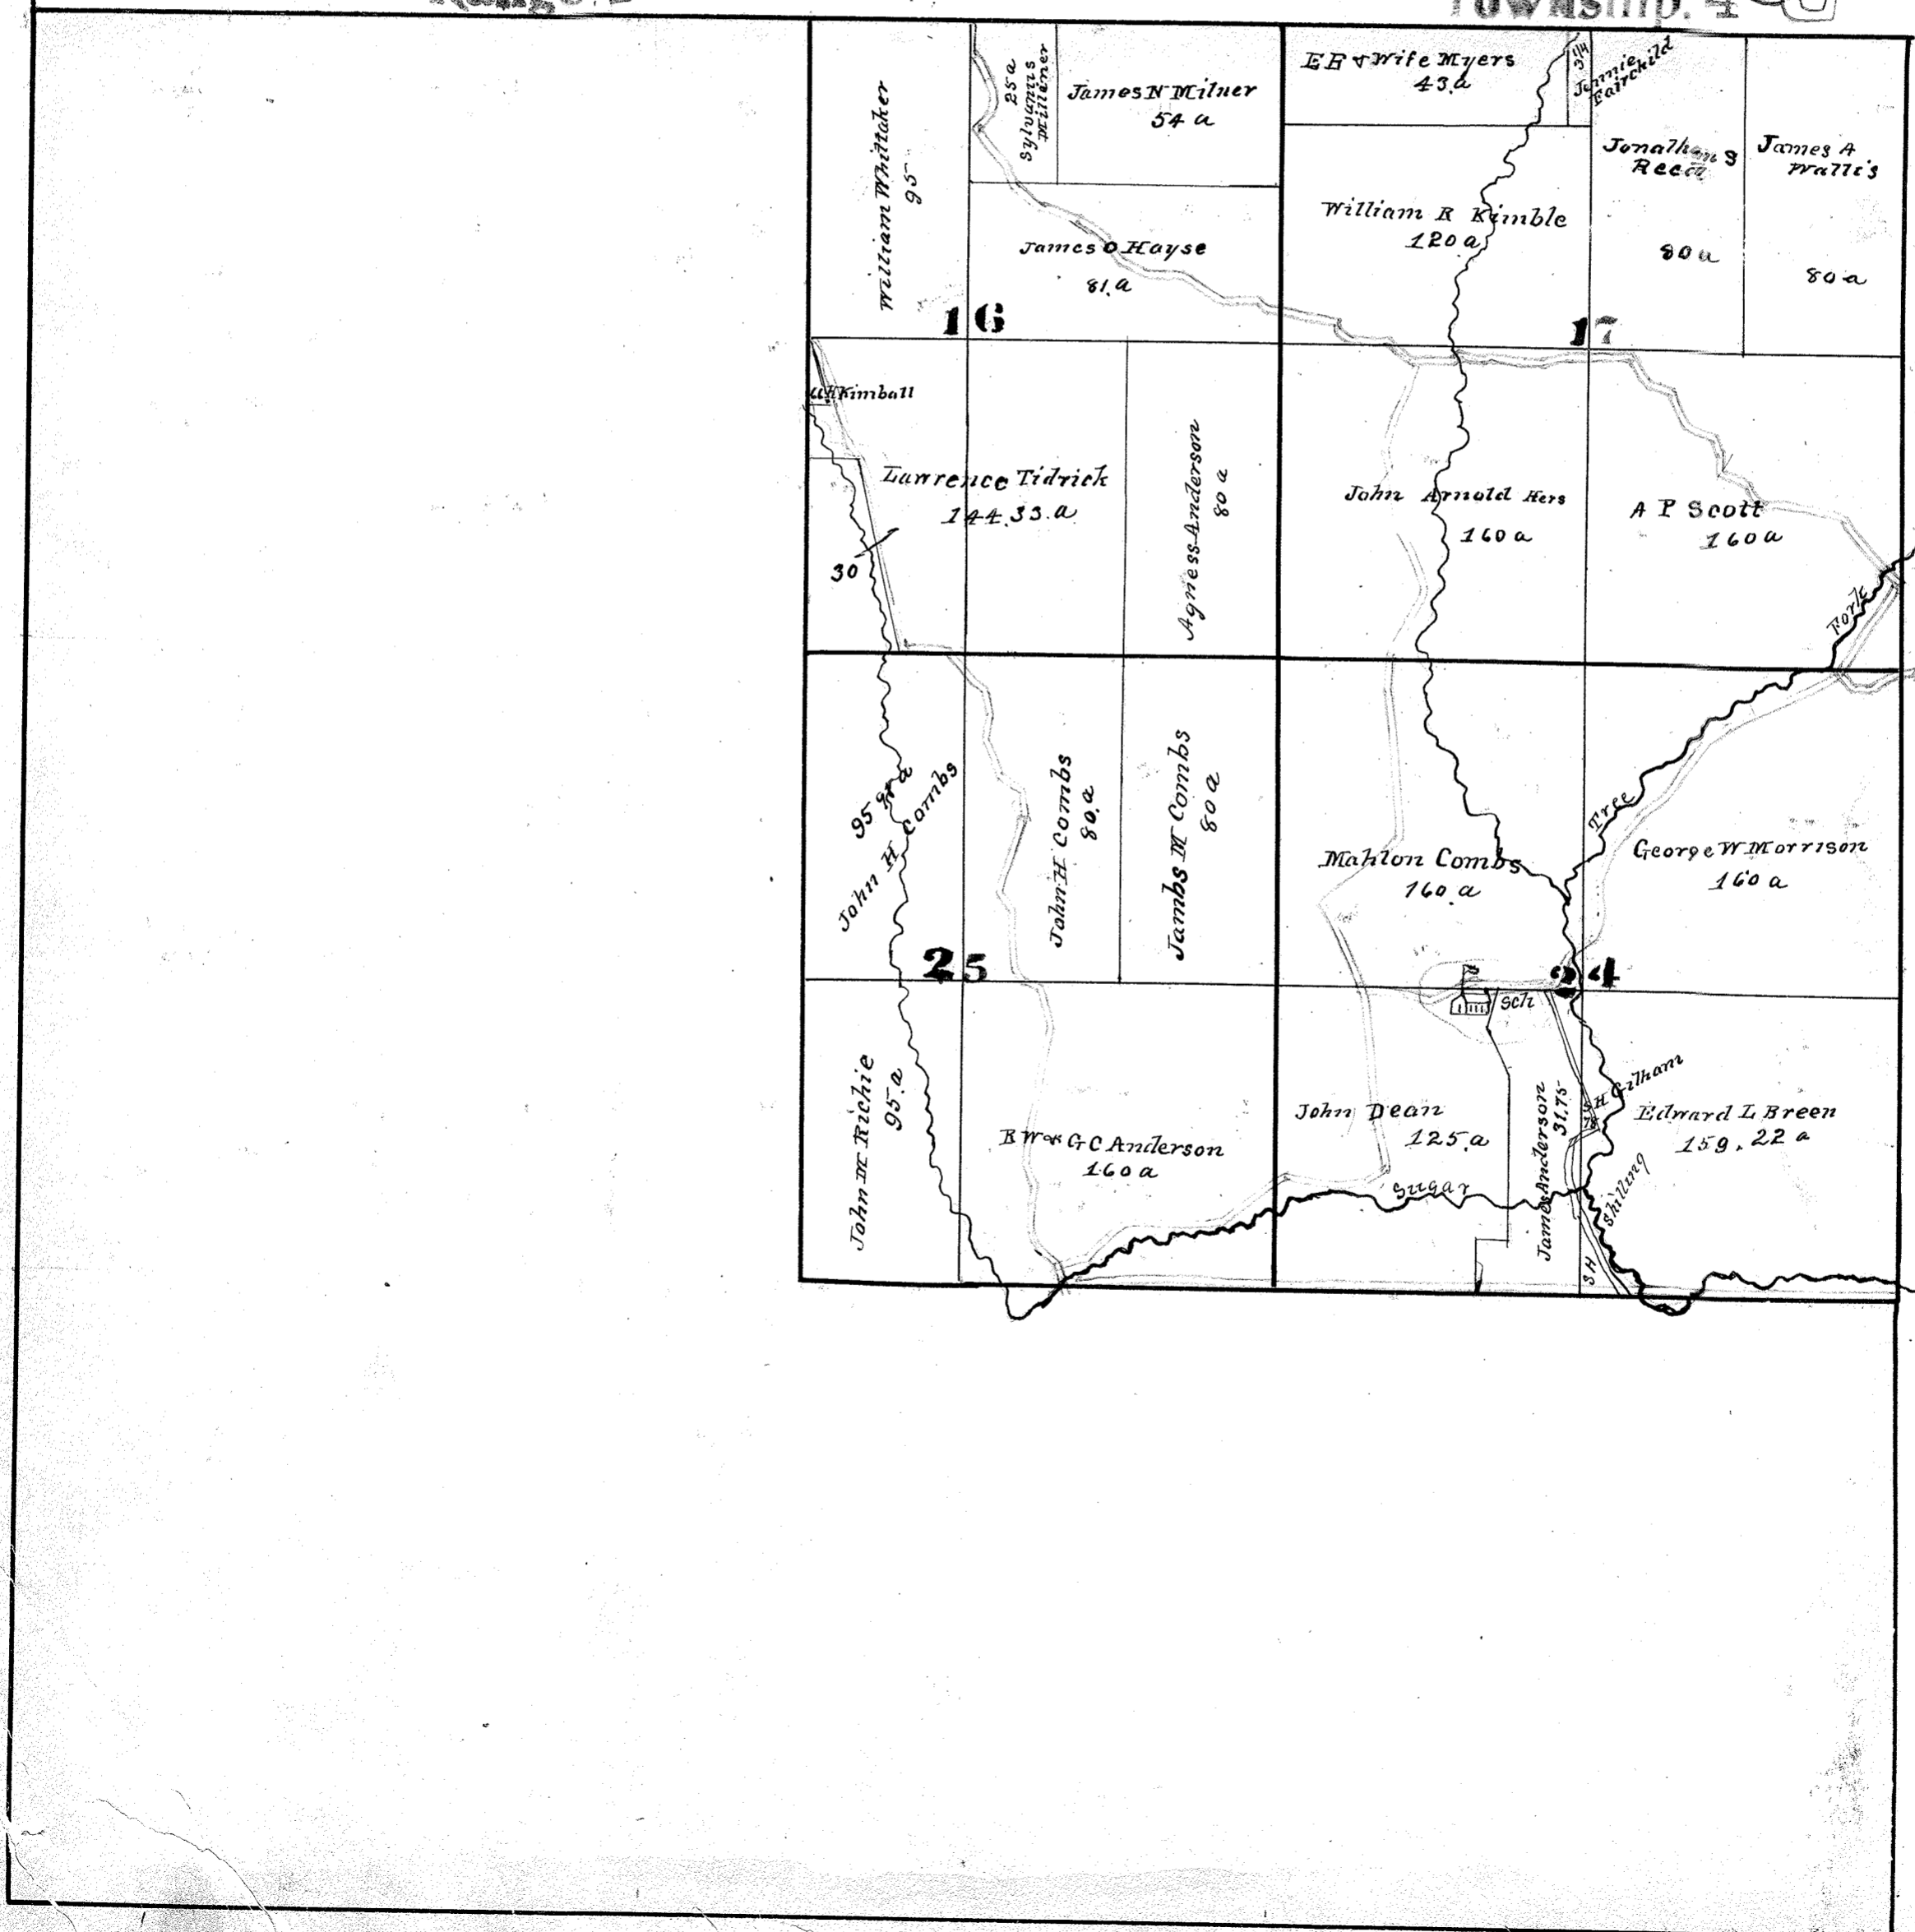 Township. 4
William Whittaker
95
25 a
Sylvanus
Millener
James N Milner
54 a
E E & Wife Myers
43.a
3/4
Jennie
Fairchild
Jonathan S
Reed
80 a
James A
Wallis
80 a
James O Hayse
81.a
William R Kimble
120 a
16
17
Kimball
Lawrence Tidrick
144.33.a
30
Agness Anderson
80 a
John Arnold Hers
160 a
A P Scott
160 a
Fork
Tree
95 a
John H Combs
John H Combs
80.a
Jambs M Combs
80 a
Mahlon Combs
160.a
George W Morrison
160 a
25
24
Sch
John M Richie
95.a
B W & G C Anderson
160 a
John Dean
125.a
James Anderson
31.75
S H Gilham
Edward L Breen
159.22 a
Sugar
S H Shilling